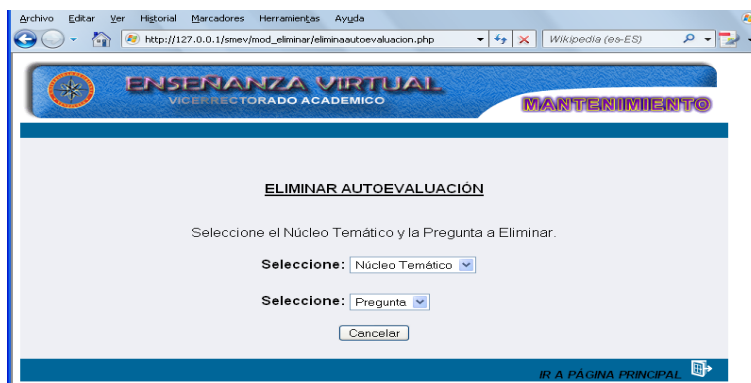 Archivo Editar Ver Historial Marcadores Herramientas Ayuda
http://127.0.0.1/smev/mod_eliminar/eliminaautoevaluacion.php Wikipedia (es-ES)
ENSEÑANZA VIRTUAL
VICERRECTORADO ACADEMICO
MANTENIMIENTO
ELIMINAR AUTOEVALUACIÓN
Seleccione el Núcleo Temático y la Pregunta a Eliminar.
Seleccione: Núcleo Temático
Seleccione: Pregunta
Cancelar
IR A PÁGINA PRINCIPAL